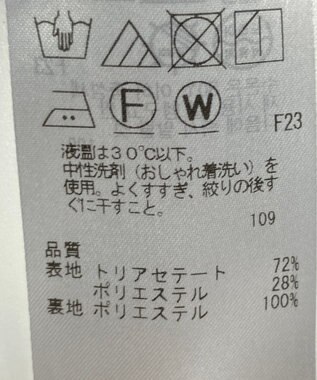 F W F23
液温は30℃以下。
中性洗剤（おしゃれ着洗い）を
使用。よくすすぎ、絞りの後す
ぐに干すこと。
109
品質
表地 トリアセテート 72%
ポリエステル 28%
裏地 ポリエステル 100%